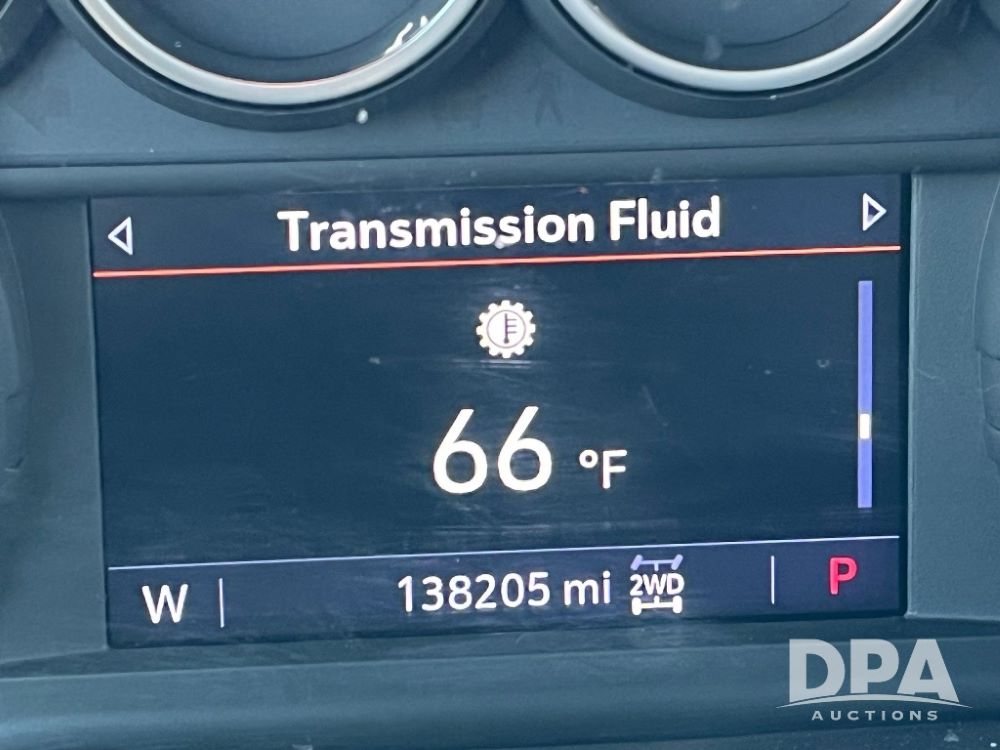 Transmission Fluid
66 °F
W 138205 mi 2WD P
DPA
AUCTIONS